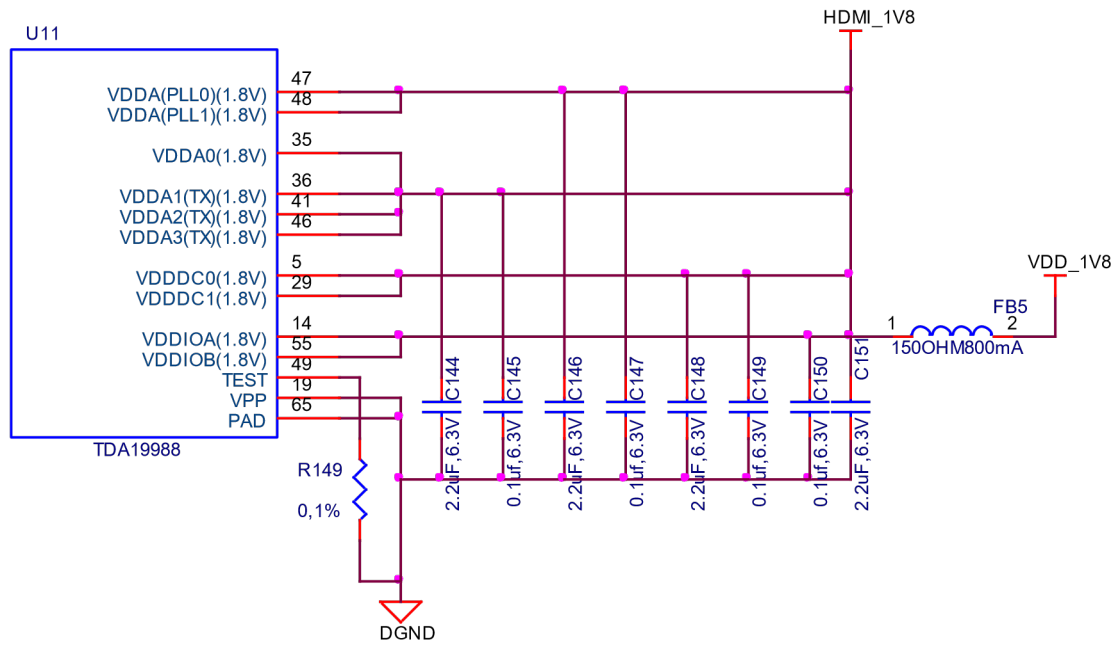 HDMI_1V8
U11
47
VDDA(PLL0)(1.8V)
48
VDDA(PLL1)(1.8V)
35
VDDA0(1.8V)
36
VDDA1(TX)(1.8V)
41
VDDA2(TX)(1.8V)
46
VDDA3(TX)(1.8V)
5
VDDDC0(1.8V)
29
VDDDC1(1.8V)
14
VDDIOA(1.8V)
55
VDDIOB(1.8V)
49
TEST
19
VPP
65
PAD
TDA19988
VDD_1V8
FB5
1
2
150OHM800mA
C144
2.2uF,6.3V
C145
0.1uf,6.3V
C146
2.2uF,6.3V
C147
0.1uf,6.3V
C148
2.2uF,6.3V
C149
0.1uf,6.3V
C150
0.1uf,6.3V
C151
2.2uF,6.3V
R149
0,1%
DGND